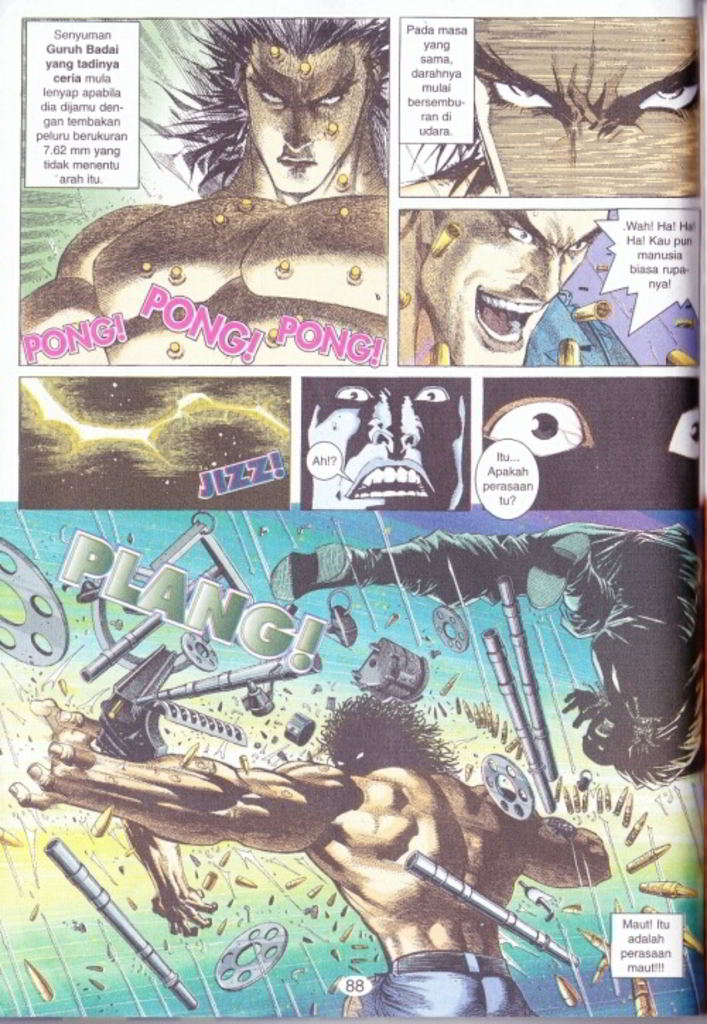 Senyuman
Guruh Badai
yang tadinya
ceria mula
lenyap apabila
dia dijamu den-
gan tembakan
peluru berukuran
7.62 mm yang
tidak menentu
arah itu.
PONG!
PONG!
PONG!
Pada masa
yang
sama,
darahnya
mulai
bersembu-
ran di
udara.
Wah! Ha! Ha!
Ha! Kau pun
manusia
biasa rupa-
nya!
JIZZ!
Ah!?
Itu...
Apakah
perasaan
tu?
PLANG!
Maut! Itu
adalah
perasaan
maut!!!
88